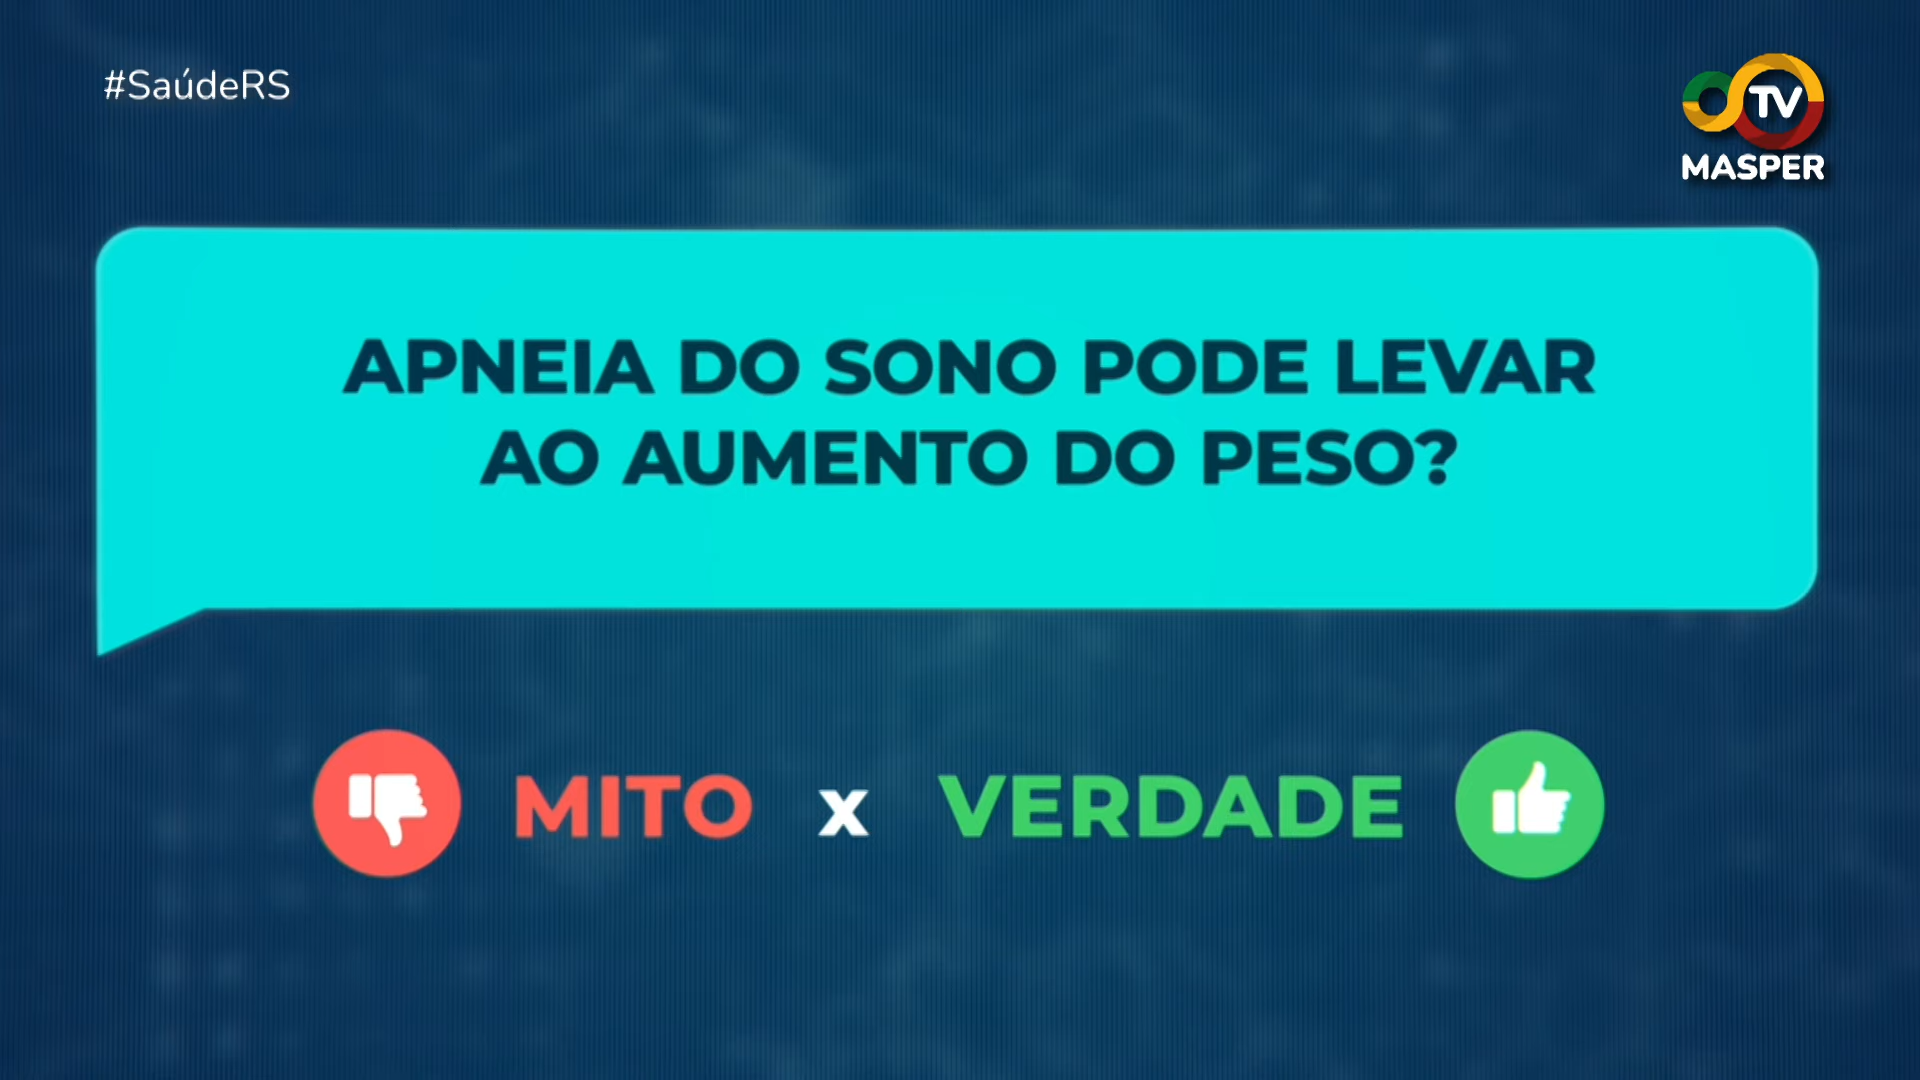 #SaúdeRS
TV
MASPER
APNEIA DO SONO PODE LEVAR
AO AUMENTO DO PESO?
MITO x VERDADE